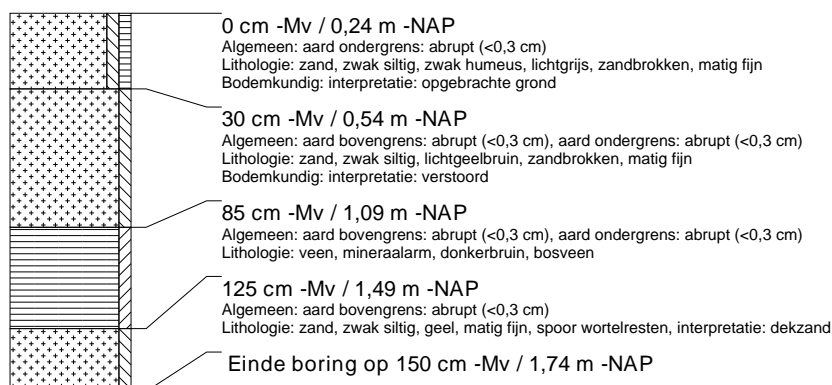 0 cm -Mv / 0,24 m -NAP
Algemeen: aard ondergrens: abrupt (<0,3 cm)
Lithologie: zand, zwak siltig, zwak humeus, lichtgrijs, zandbrokken, matig fijn
Bodemkundig: interpretatie: opgebrachte grond
30 cm -Mv / 0,54 m -NAP
Algemeen: aard bovengrens: abrupt (<0,3 cm), aard ondergrens: abrupt (<0,3 cm)
Lithologie: zand, zwak siltig, lichtgeelbruin, zandbrokken, matig fijn
Bodemkundig: interpretatie: verstoord
85 cm -Mv / 1,09 m -NAP
Algemeen: aard bovengrens: abrupt (<0,3 cm), aard ondergrens: abrupt (<0,3 cm)
Lithologie: veen, mineraalarm, donkerbruin, bosveen
125 cm -Mv / 1,49 m -NAP
Algemeen: aard bovengrens: abrupt (<0,3 cm)
Lithologie: zand, zwak siltig, geel, matig fijn, spoor wortelresten, interpretatie: dekzand
Einde boring op 150 cm -Mv / 1,74 m -NAP